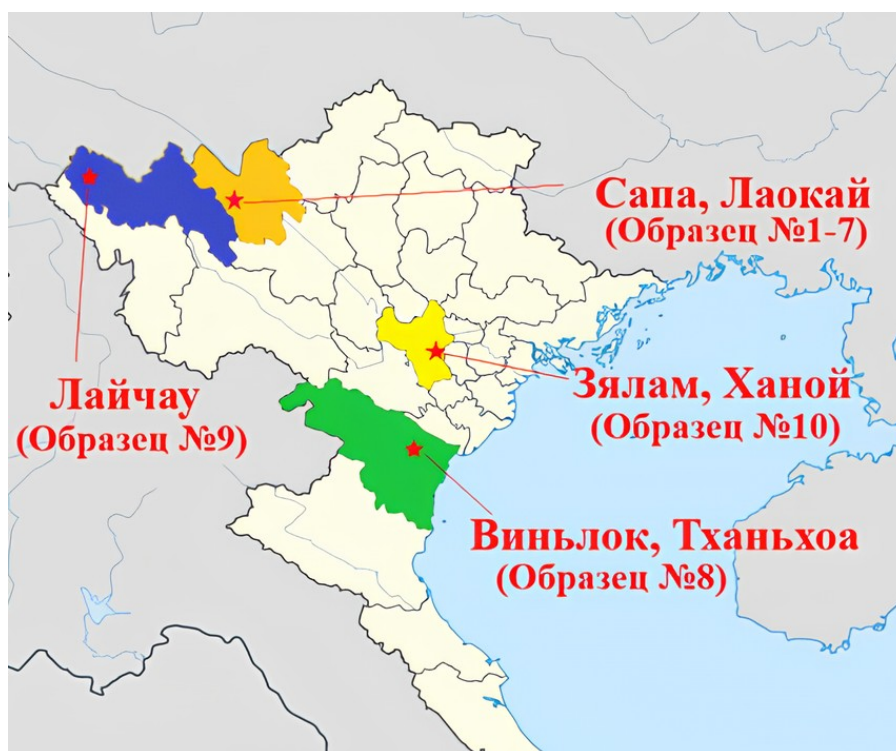 Сапа, Лаокай
(Образец №1-7)
Лайчау
(Образец №9)
Зялам, Ханой
(Образец №10)
Виньлок, Тханьхоа
(Образец №8)